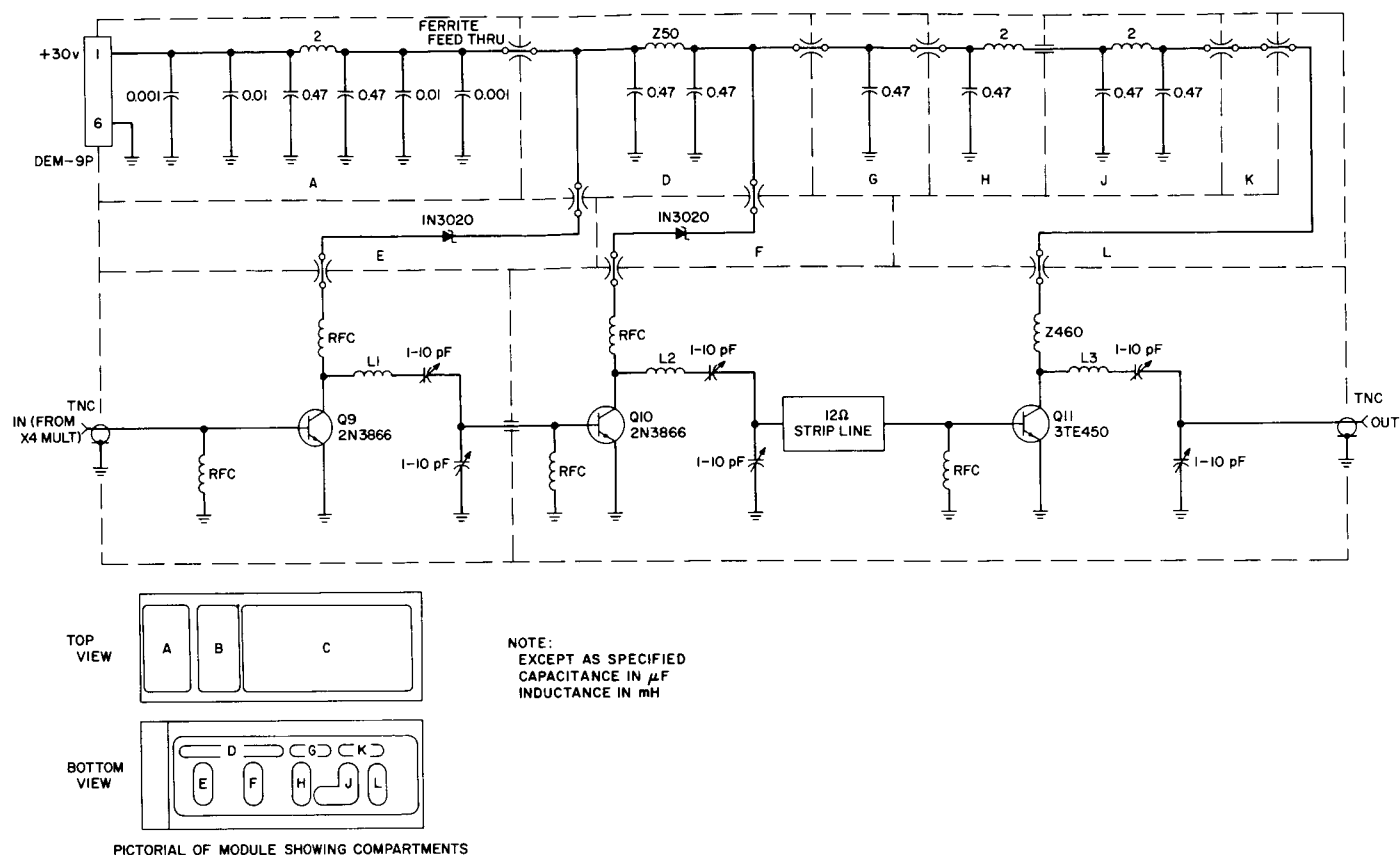 FERRITE
FEED THRU
+30v
1
6
DEM-9P
2
Z50
2
2
0.001
0.01
0.47
0.47
0.01
0.001
0.47
0.47
0.47
0.47
0.47
0.47
A
D
G
H
J
K
IN3020
IN3020
E
F
L
RFC
RFC
Z460
L1
1-10 pF
L2
1-10 pF
L3
1-10 pF
TNC
IN (FROM
X4 MULT)
Q9
2N3866
Q10
2N3866
12Ω
STRIP LINE
Q11
3TE450
TNC
OUT
RFC
1-10 pF
RFC
1-10 pF
RFC
1-10 pF
TOP
VIEW
A
B
C
NOTE:
EXCEPT AS SPECIFIED
CAPACITANCE IN µF
INDUCTANCE IN mH
BOTTOM
VIEW
D
G
K
E
F
H
J
L
PICTORIAL OF MODULE SHOWING COMPARTMENTS